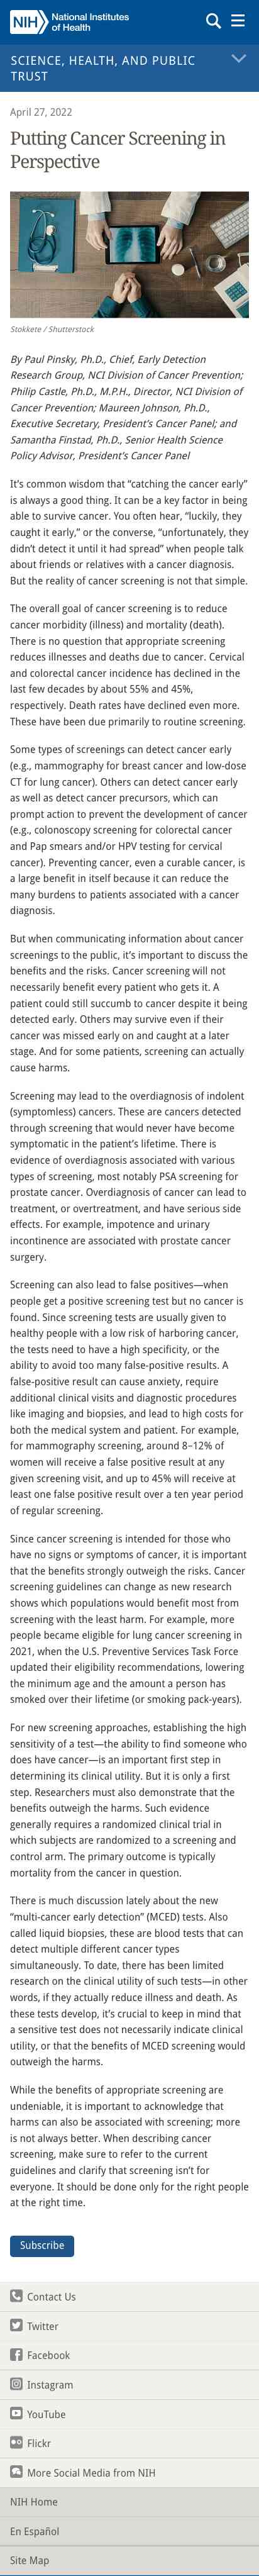 NIH National Institutes
of Health
SCIENCE, HEALTH, AND PUBLIC
TRUST
April 27, 2022
Putting Cancer Screening in
Perspective
Stokkete / Shutterstock
By Paul Pinsky, Ph.D., Chief, Early Detection
Research Group, NCI Division of Cancer Prevention;
Philip Castle, Ph.D., M.P.H., Director, NCI Division of
Cancer Prevention; Maureen Johnson, Ph.D.,
Executive Secretary, President’s Cancer Panel; and
Samantha Finstad, Ph.D., Senior Health Science
Policy Advisor, President’s Cancer Panel
It’s common wisdom that “catching the cancer early”
is always a good thing. It can be a key factor in being
able to survive cancer. You often hear, “luckily, they
caught it early,” or the converse, “unfortunately, they
didn’t detect it until it had spread” when people talk
about friends or relatives with a cancer diagnosis.
But the reality of cancer screening is not that simple.
The overall goal of cancer screening is to reduce
cancer morbidity (illness) and mortality (death).
There is no question that appropriate screening
reduces illnesses and deaths due to cancer. Cervical
and colorectal cancer incidence has declined in the
last few decades by about 55% and 45%,
respectively. Death rates have declined even more.
These have been due primarily to routine screening.
Some types of screenings can detect cancer early
(e.g., mammography for breast cancer and low-dose
CT for lung cancer). Others can detect cancer early
as well as detect cancer precursors, which can
prompt action to prevent the development of cancer
(e.g., colonoscopy screening for colorectal cancer
and Pap smears and/or HPV testing for cervical
cancer). Preventing cancer, even a curable cancer, is
a large benefit in itself because it can reduce the
many burdens to patients associated with a cancer
diagnosis.
But when communicating information about cancer
screenings to the public, it’s important to discuss the
benefits and the risks. Cancer screening will not
necessarily benefit every patient who gets it. A
patient could still succumb to cancer despite it being
detected early. Others may survive even if their
cancer was missed early on and caught at a later
stage. And for some patients, screening can actually
cause harms.
Screening may lead to the overdiagnosis of indolent
(symptomless) cancers. These are cancers detected
through screening that would never have become
symptomatic in the patient’s lifetime. There is
evidence of overdiagnosis associated with various
types of screening, most notably PSA screening for
prostate cancer. Overdiagnosis of cancer can lead to
treatment, or overtreatment, and have serious side
effects. For example, impotence and urinary
incontinence are associated with prostate cancer
surgery.
Screening can also lead to false positives—when
people get a positive screening test but no cancer is
found. Since screening tests are usually given to
healthy people with a low risk of harboring cancer,
the tests need to have a high specificity, or the
ability to avoid too many false-positive results. A
false-positive result can cause anxiety, require
additional clinical visits and diagnostic procedures
like imaging and biopsies, and lead to high costs for
both the medical system and patient. For example,
for mammography screening, around 8–12% of
women will receive a false positive result at any
given screening visit, and up to 45% will receive at
least one false positive result over a ten year period
of regular screening.
Since cancer screening is intended for those who
have no signs or symptoms of cancer, it is important
that the benefits strongly outweigh the risks. Cancer
screening guidelines can change as new research
shows which populations would benefit most from
screening with the least harm. For example, more
people became eligible for lung cancer screening in
2021, when the U.S. Preventive Services Task Force
updated their eligibility recommendations, lowering
the minimum age and the amount a person has
smoked over their lifetime (or smoking pack-years).
For new screening approaches, establishing the high
sensitivity of a test—the ability to find someone who
does have cancer—is an important first step in
determining its clinical utility. But it is only a first
step. Researchers must also demonstrate that the
benefits outweigh the harms. Such evidence
generally requires a randomized clinical trial in
which subjects are randomized to a screening and
control arm. The primary outcome is typically
mortality from the cancer in question.
There is much discussion lately about the new
“multi-cancer early detection” (MCED) tests. Also
called liquid biopsies, these are blood tests that can
detect multiple different cancer types
simultaneously. To date, there has been limited
research on the clinical utility of such tests—in other
words, if they actually reduce illness and death. As
these tests develop, it’s crucial to keep in mind that
a sensitive test does not necessarily indicate clinical
utility, or that the benefits of MCED screening would
outweigh the harms.
While the benefits of appropriate screening are
undeniable, it is important to acknowledge that
harms can also be associated with screening; more
is not always better. When describing cancer
screening, make sure to refer to the current
guidelines and clarify that screening isn’t for
everyone. It should be done only for the right people
at the right time.
Subscribe
Contact Us
Twitter
Facebook
Instagram
YouTube
Flickr
More Social Media from NIH
NIH Home
En Español
Site Map